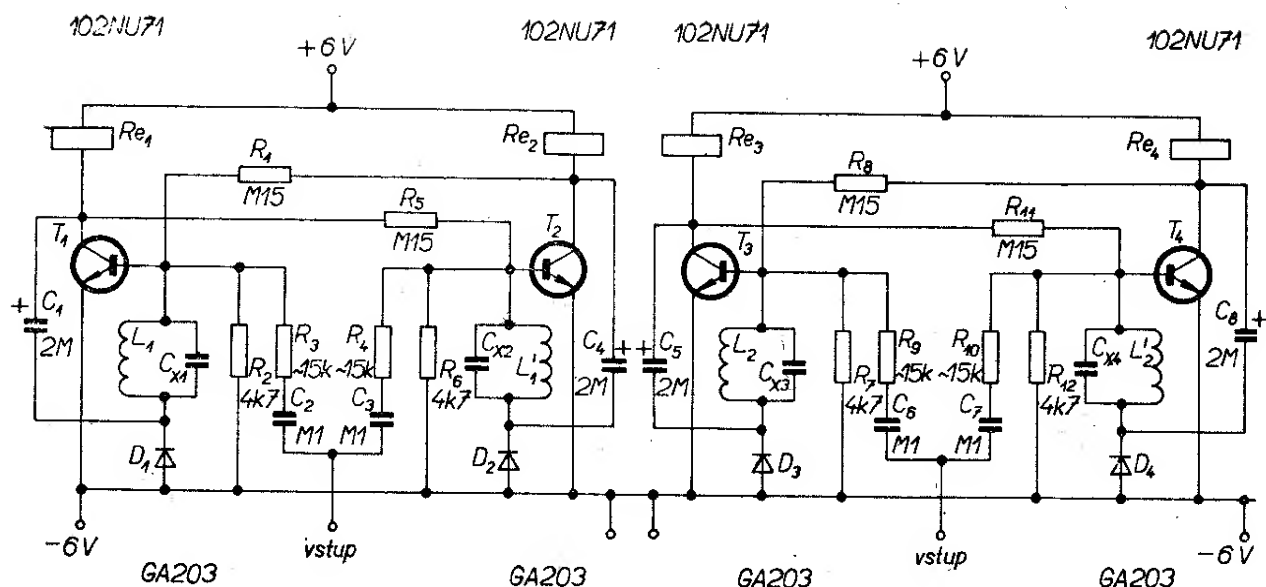 102NU71 102NU71 102NU71 102NU71
+6V +6V
Re₁ Re₂ Re₃ Re₄
R₁ R₈
M15 M15
R₅ R₁₁
M15 M15
T₁ T₂ T₃ T₄
+ C₁ 2M
L₁ Cx1
R₂ 4k7
R₃ ~15k
R₄ ~15k
C₂ M1
C₃ M1
R₆ 4k7
Cx2 L₁'
C₄ + 2M
D₁ D₂
+ C₅ 2M
L₂ Cx3
R₇ 4k7
R₉ ~15k
R₁₀ ~15k
C₆ M1
C₇ M1
R₁₂ 4k7
Cx4 L₂'
C₈ + 2M
D₃ D₄
-6V vstup vstup -6V
GA203 GA203 GA203 GA203